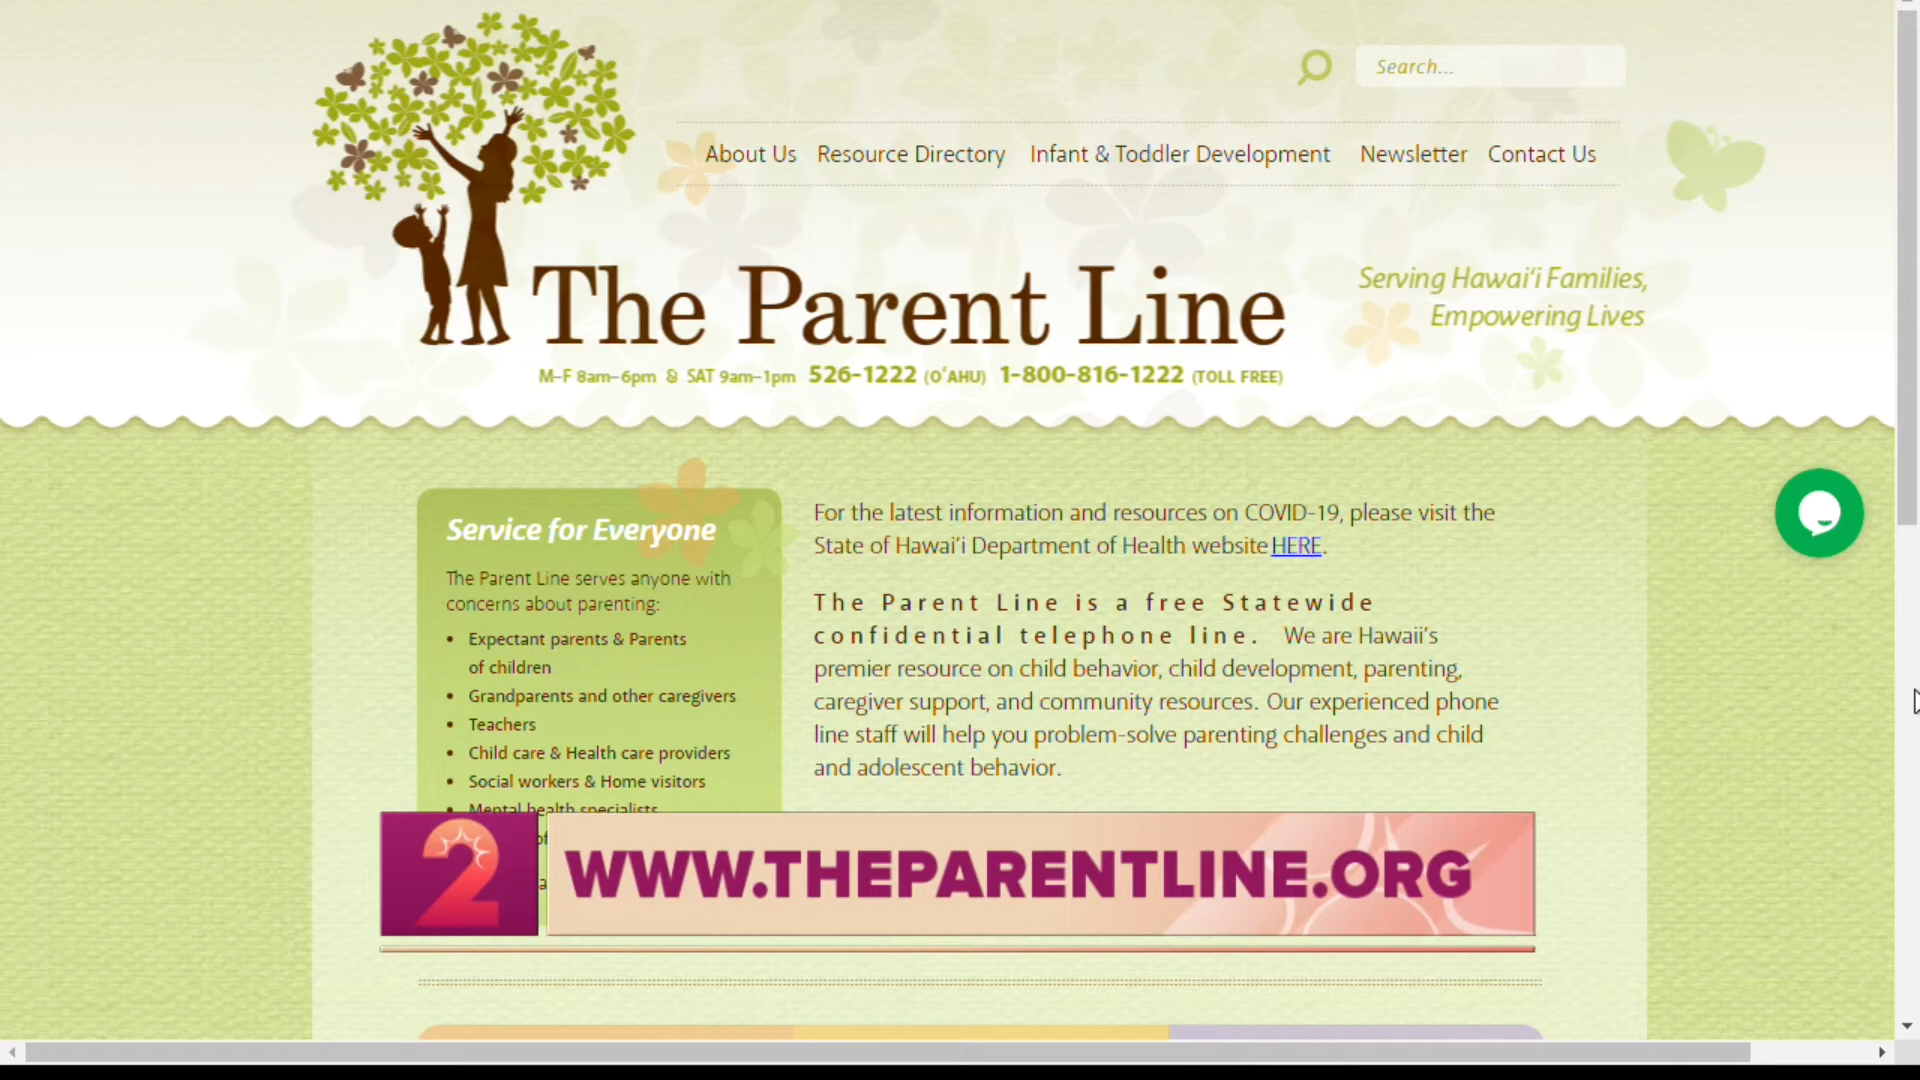 Search...
About Us Resource Directory Infant & Toddler Development Newsletter Contact Us
The Parent Line
Serving Hawai‘i Families,
Empowering Lives
M–F 8am–6pm & SAT 9am–1pm 526-1222 (O‘AHU) 1-800-816-1222 (TOLL FREE)
Service for Everyone
The Parent Line serves anyone with
concerns about parenting:
• Expectant parents & Parents
of children
• Grandparents and other caregivers
• Teachers
• Child care & Health care providers
• Social workers & Home visitors
• Mental health specialists
For the latest information and resources on COVID-19, please visit the
State of Hawai‘i Department of Health website HERE.
The Parent Line is a free Statewide
confidential telephone line. We are Hawaii’s
premier resource on child behavior, child development, parenting,
caregiver support, and community resources. Our experienced phone
line staff will help you problem-solve parenting challenges and child
and adolescent behavior.
2
WWW.THEPARENTLINE.ORG